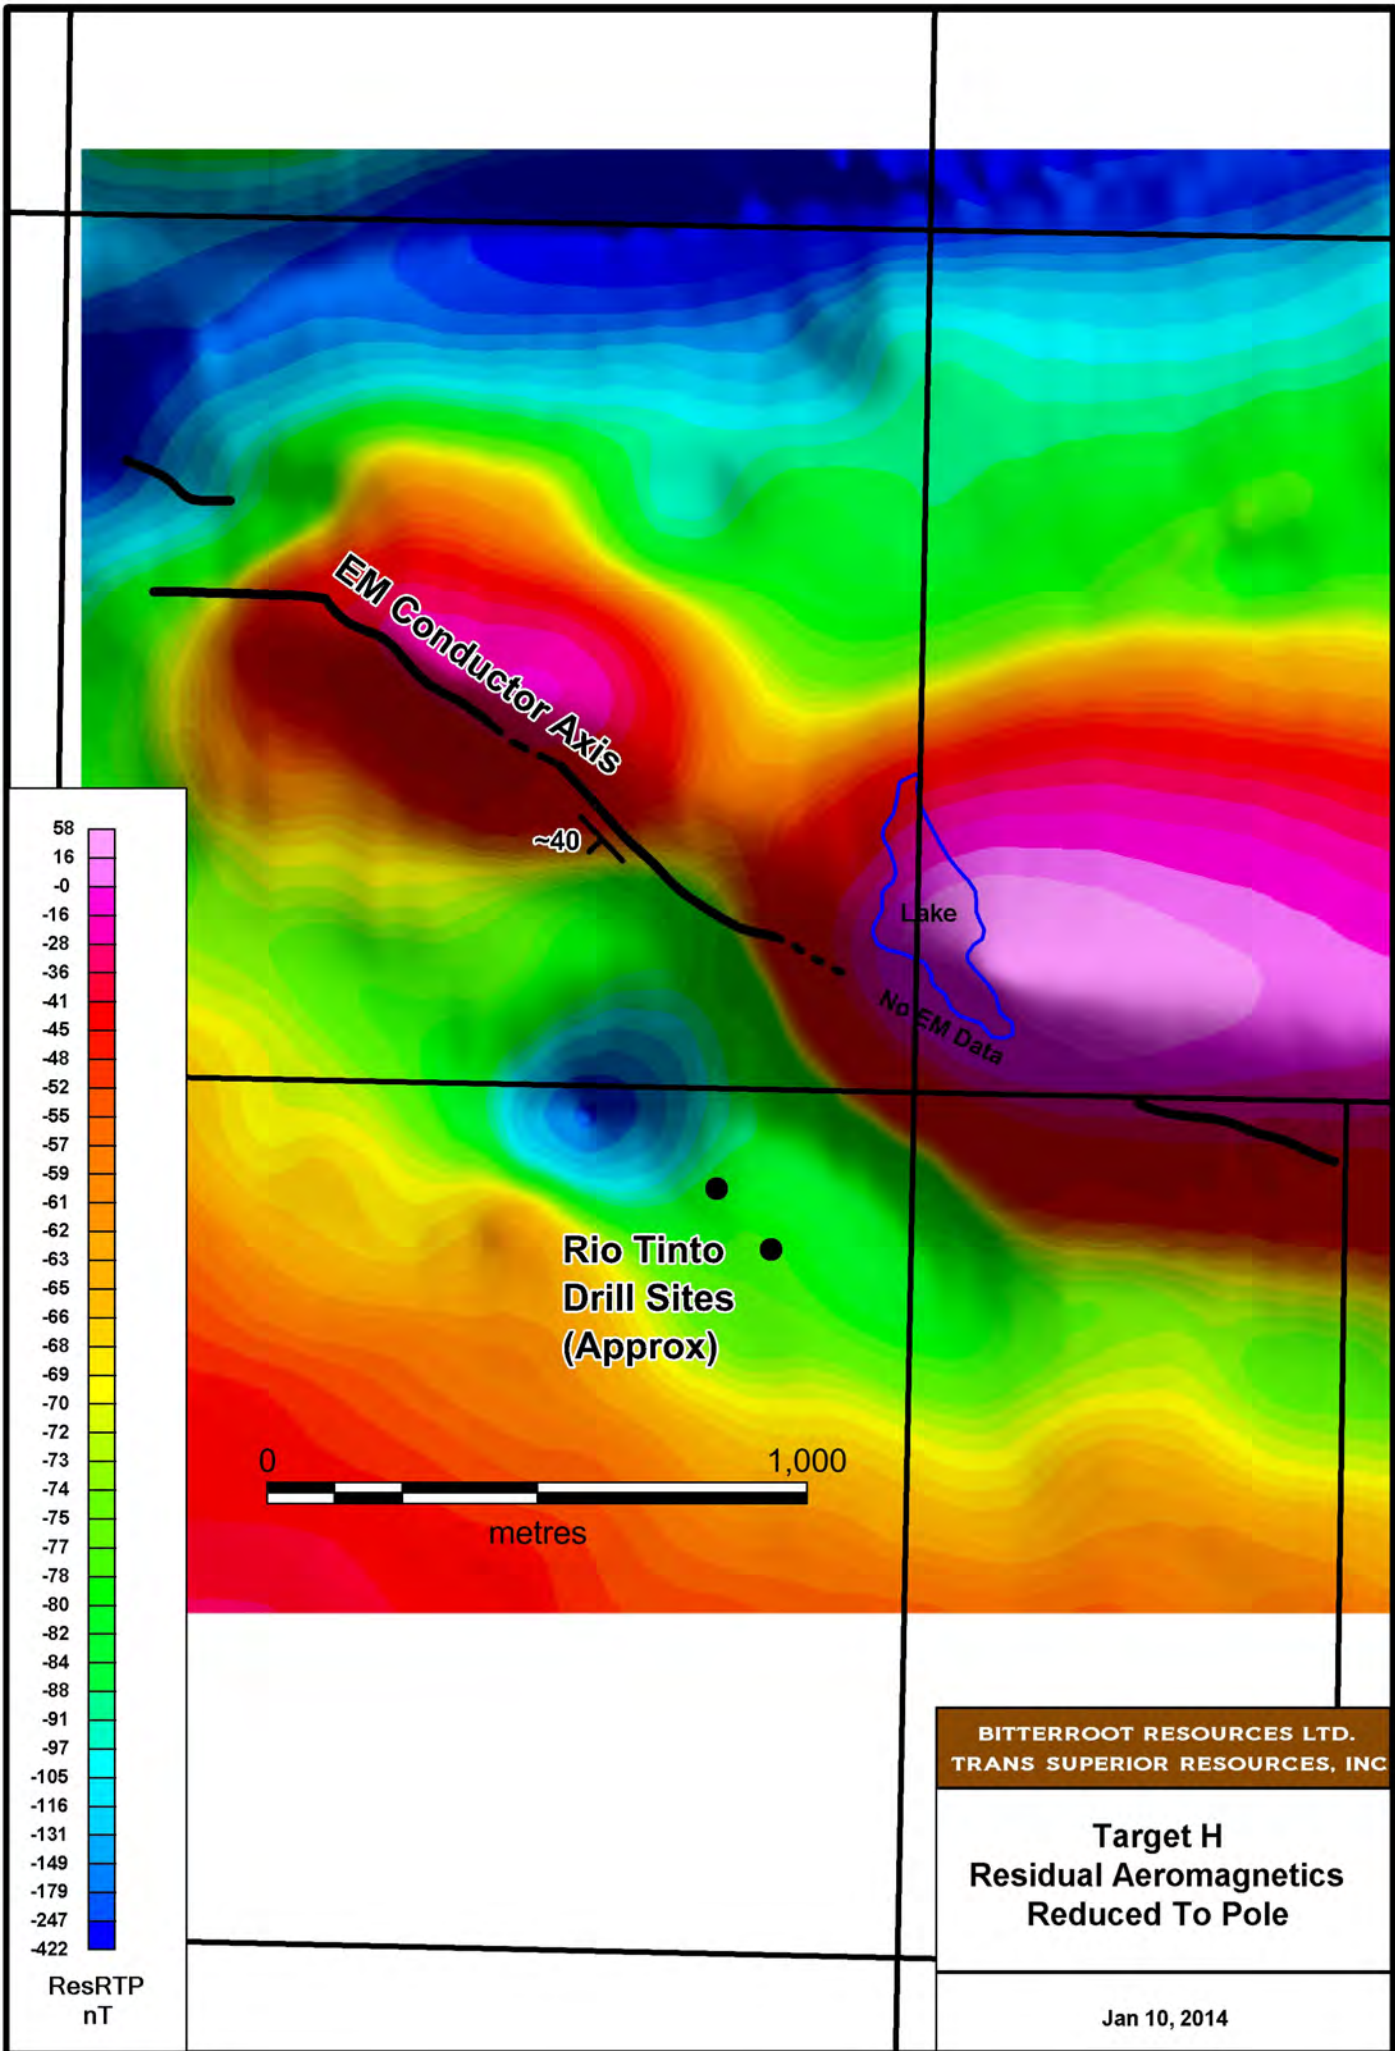 EM Conductor Axis
~40
Lake
No EM Data
58
16
-0
-16
-28
-36
-41
-45
-48
-52
-55
-57
-59
-61
-62
-63
-65
-66
-68
-69
-70
-72
-73
-74
-75
-77
-78
-80
-82
-84
-88
-91
-97
-105
-116
-131
-149
-179
-247
-422
ResRTP
nT
Rio Tinto
Drill Sites
(Approx)
0 1,000
metres
BITTERROOT RESOURCES LTD.
TRANS SUPERIOR RESOURCES, INC
Target H
Residual Aeromagnetics
Reduced To Pole
Jan 10, 2014